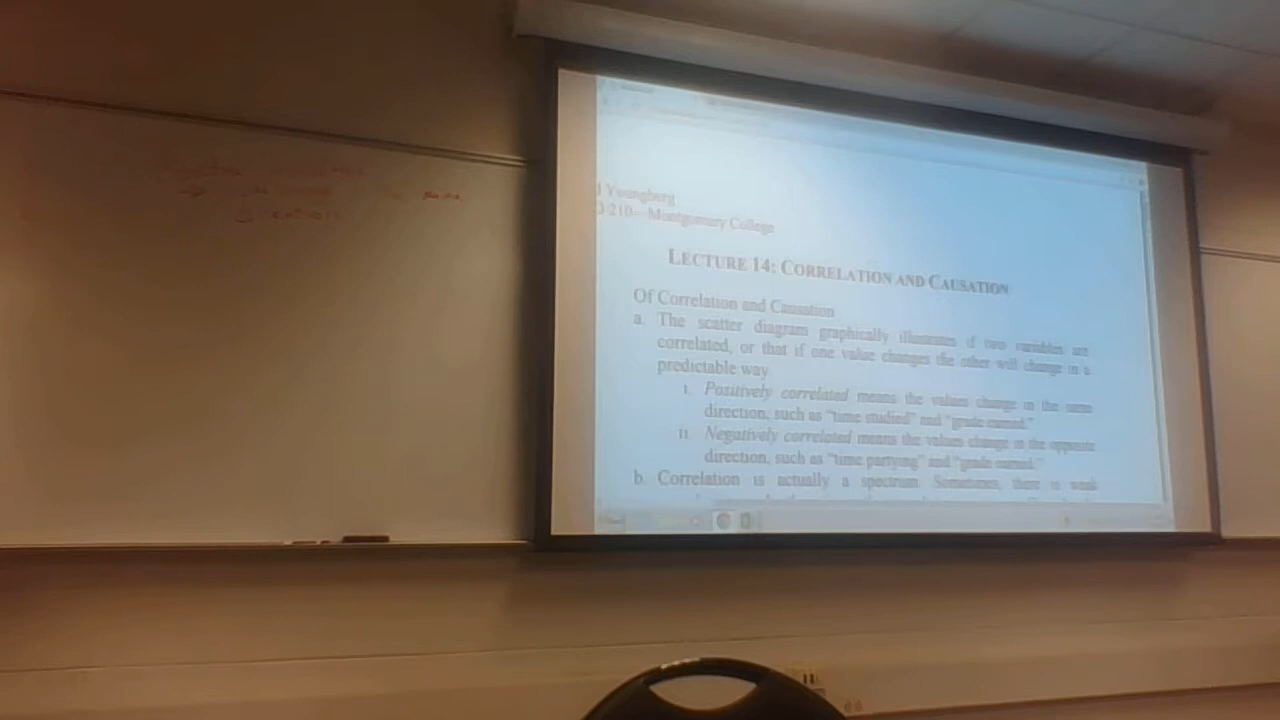 J Youngberg
210- Montgomery College
LECTURE 14: CORRELATION AND CAUSATION
Of Correlation and Causation
a. The scatter diagram graphically illustrates if two variables are
correlated, or that if one value changes the other will change in a
predictable way
i. Positively correlated means the values change in the same
direction, such as "time studied" and "grade earned."
ii. Negatively correlated means the values change in the opposite
direction, such as "time partying" and "grade earned."
b. Correlation is actually a spectrum. Sometimes, there is weak